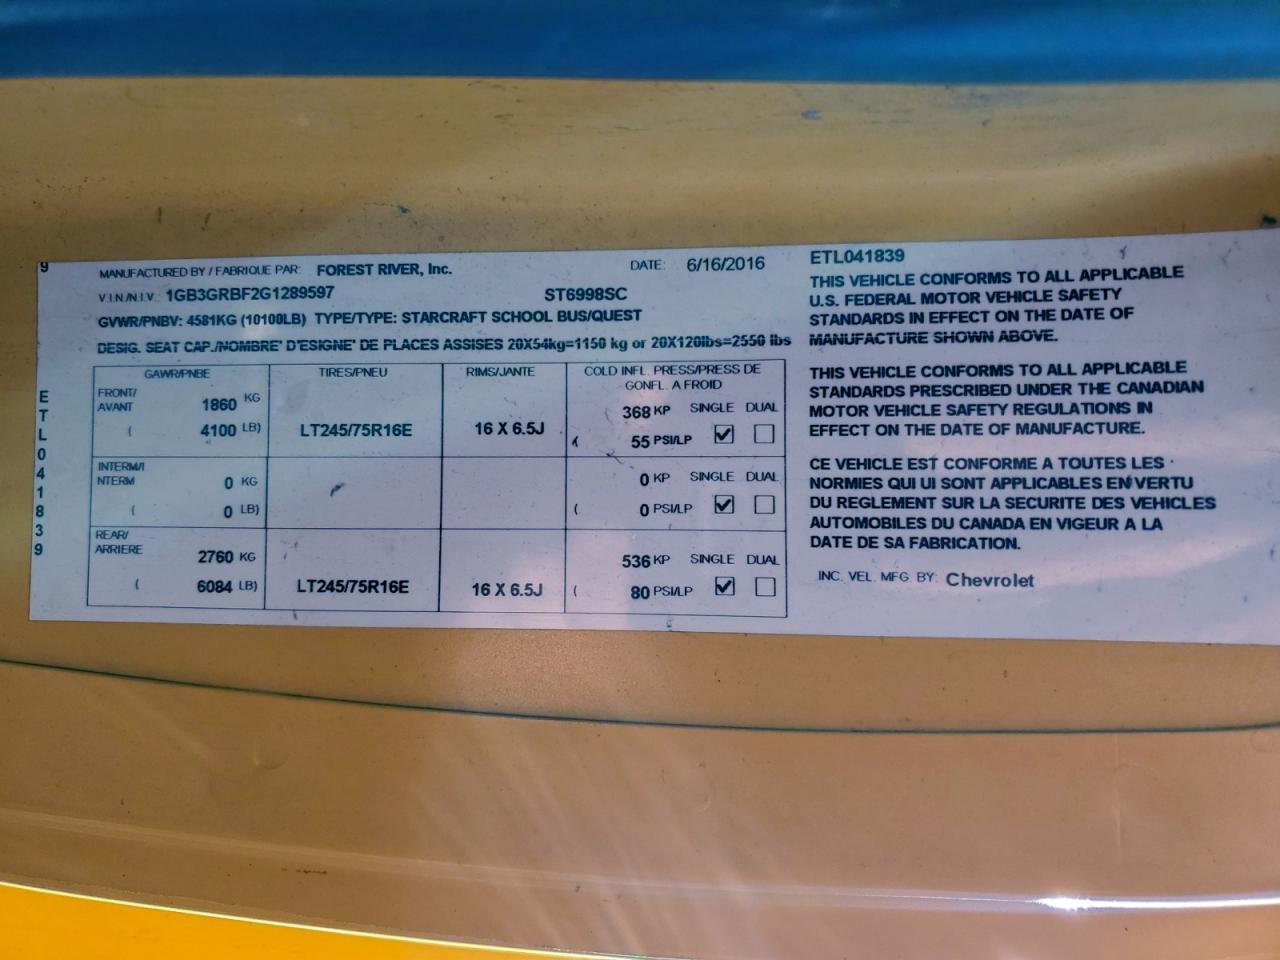 MANUFACTURED BY / FABRIQUE PAR: FOREST RIVER, Inc. DATE: 6/16/2016
V.I.N./N.I.V.: 1GB3GRBF2G1289597 ST6998SC
GVWR/PNBV: 4581KG (10100LB) TYPE/TYPE: STARCRAFT SCHOOL BUS/QUEST
DESIG. SEAT CAP./NOMBRE' D'ESIGNE' DE PLACES ASSISES 20X54kg=1150 kg or 20X120lbs=2550 lbs
GAWR/PNBE TIRES/PNEU RIMS/JANTE COLD INFL. PRESS/PRESS DE
GONFL. A FROID
FRONT/
AVANT 1860 KG 368 KP SINGLE DUAL
( 4100 LB) LT245/75R16E 16 X 6.5J ( 55 PSI/LP
INTERM/I
NTERM 0 KG 0 KP SINGLE DUAL
( 0 LB) ( 0 PSI/LP
REAR/
ARRIERE 2760 KG 536 KP SINGLE DUAL
( 6084 LB) LT245/75R16E 16 X 6.5J ( 80 PSI/LP
9
ETL041839
ETL041839
THIS VEHICLE CONFORMS TO ALL APPLICABLE
U.S. FEDERAL MOTOR VEHICLE SAFETY
STANDARDS IN EFFECT ON THE DATE OF
MANUFACTURE SHOWN ABOVE.
THIS VEHICLE CONFORMS TO ALL APPLICABLE
STANDARDS PRESCRIBED UNDER THE CANADIAN
MOTOR VEHICLE SAFETY REGULATIONS IN
EFFECT ON THE DATE OF MANUFACTURE.
CE VEHICLE EST CONFORME A TOUTES LES
NORMIES QUI UI SONT APPLICABLES EN VERTU
DU REGLEMENT SUR LA SECURITE DES VEHICLES
AUTOMOBILES DU CANADA EN VIGEUR A LA
DATE DE SA FABRICATION.
INC. VEL. MFG. BY: Chevrolet